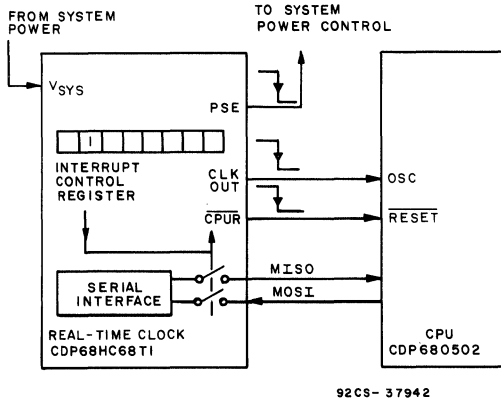 FROM SYSTEM
POWER
TO SYSTEM
POWER CONTROL
VSYS
PSE
I
INTERRUPT
CONTROL
REGISTER
CLK
OUT
CPUR
OSC
RESET
SERIAL
INTERFACE
MISO
MOSI
REAL-TIME CLOCK
CDP68HC68T1
CPU
CDP680502
92CS-37942